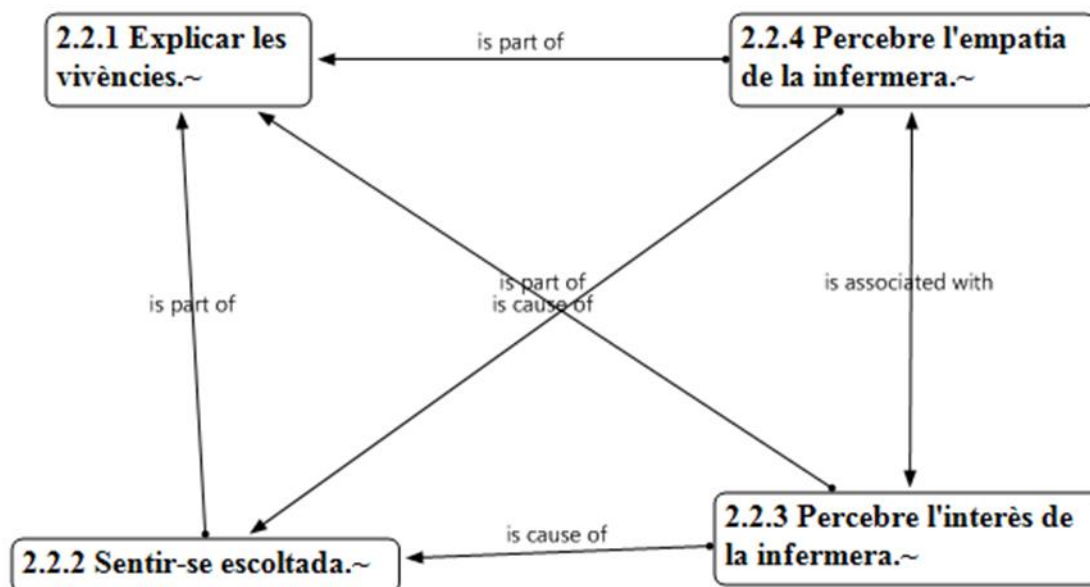 2.2.1 Explicar les
vivències.~
is part of
2.2.4 Percebre l'empatia
de la infermera.~
is part of
is part of
is cause of
is associated with
is cause of
2.2.2 Sentir-se escoltada.~
2.2.3 Percebre l'interès de
la infermera.~